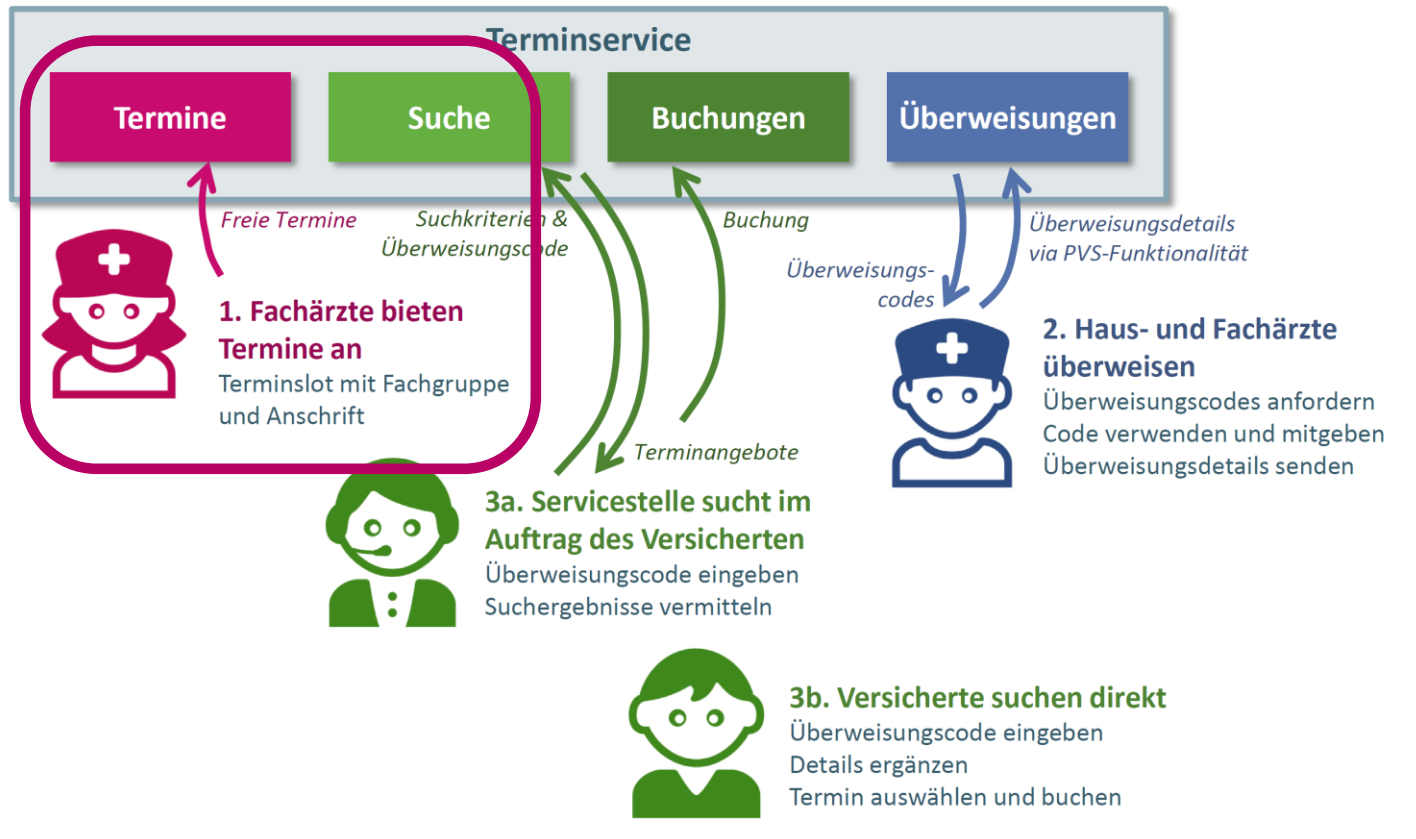 Terminservice
Termine
Suche
Buchungen
Überweisungen
Freie Termine
Suchkriterien &
Überweisungscode
Buchung
Überweisungs-
codes
Überweisungsdetails
via PVS-Funktionalität
1. Fachärzte bieten
Termine an
Terminslot mit Fachgruppe
und Anschrift
2. Haus- und Fachärzte
überweisen
Überweisungscodes anfordern
Code verwenden und mitgeben
Überweisungsdetails senden
Terminangebote
3a. Servicestelle sucht im
Auftrag des Versicherten
Überweisungscode eingeben
Suchergebnisse vermitteln
3b. Versicherte suchen direkt
Überweisungscode eingeben
Details ergänzen
Termin auswählen und buchen